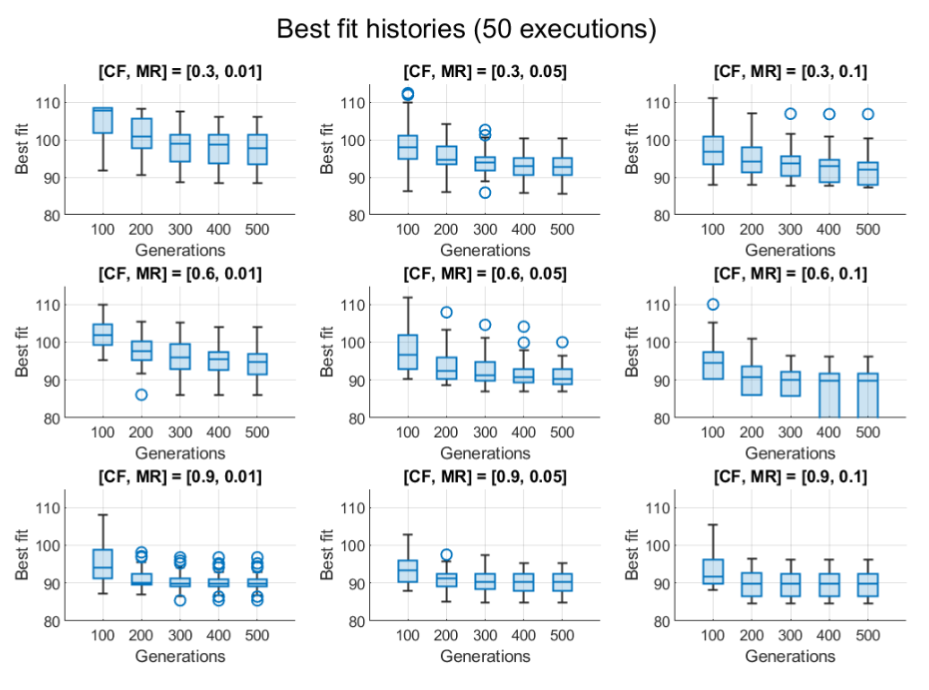 Best fit histories (50 executions)
[CF, MR] = [0.3, 0.01]
110
100
90
80
Best fit
100 200 300 400 500
Generations
[CF, MR] = [0.3, 0.05]
110
100
90
80
Best fit
100 200 300 400 500
Generations
[CF, MR] = [0.3, 0.1]
110
100
90
80
Best fit
100 200 300 400 500
Generations
[CF, MR] = [0.6, 0.01]
110
100
90
80
Best fit
100 200 300 400 500
Generations
[CF, MR] = [0.6, 0.05]
110
100
90
80
Best fit
100 200 300 400 500
Generations
[CF, MR] = [0.6, 0.1]
110
100
90
80
Best fit
100 200 300 400 500
Generations
[CF, MR] = [0.9, 0.01]
110
100
90
80
Best fit
100 200 300 400 500
Generations
[CF, MR] = [0.9, 0.05]
110
100
90
80
Best fit
100 200 300 400 500
Generations
[CF, MR] = [0.9, 0.1]
110
100
90
80
Best fit
100 200 300 400 500
Generations